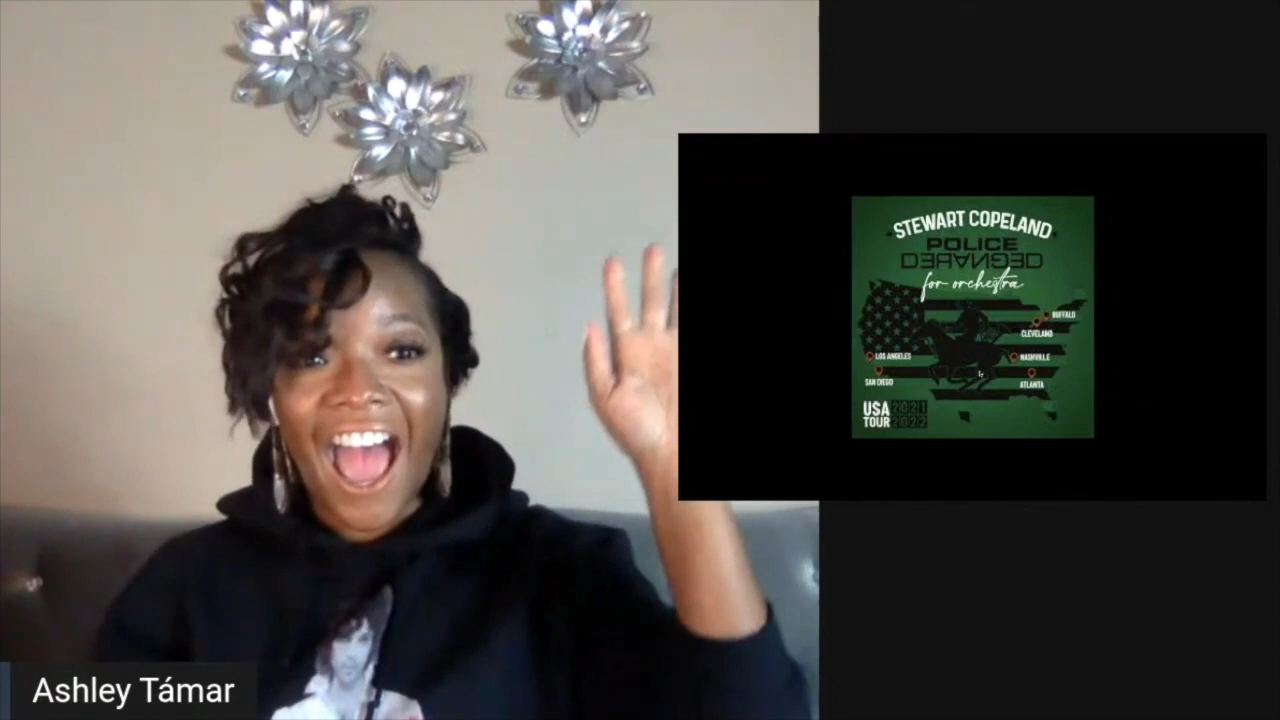 STEWART COPELAND
POLICE
DERANGED
for orchestra
BUFFALO
CLEVELAND
LOS ANGELES
NASHVILLE
SAN DIEGO
ATLANTA
USA 2021
TOUR 2022
Ashley Támar